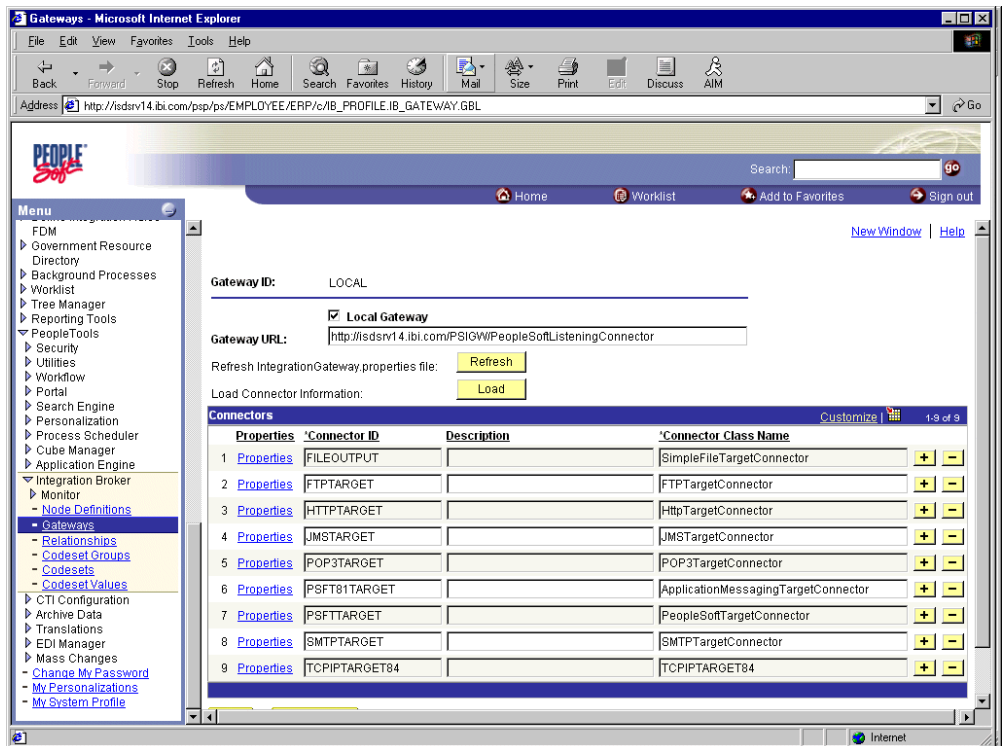 Gateways - Microsoft Internet Explorer
File Edit View Favorites Tools Help
Back Forward Stop Refresh Home Search Favorites History Mail Size Print Edit Discuss AIM
Address http://isdsrv14.ibi.com/psp/ps/EMPLOYEE/ERP/c/IB_PROFILE.IB_GATEWAY.GBL Go
PEOPLE Soft
Search: go
Home Worklist Add to Favorites Sign out
Menu
FDM
Government Resource
Directory
Background Processes
Worklist
Tree Manager
Reporting Tools
PeopleTools
Security
Utilities
Workflow
Portal
Search Engine
Personalization
Process Scheduler
Cube Manager
Application Engine
Integration Broker
Monitor
- Node Definitions
- Gateways
- Relationships
- Codeset Groups
- Codesets
- Codeset Values
CTI Configuration
Archive Data
Translations
EDI Manager
Mass Changes
- Change My Password
- My Personalizations
- My System Profile
New Window | Help
Gateway ID: LOCAL
Local Gateway
Gateway URL: http://isdsrv14.ibi.com/PSIGW/PeopleSoftListeningConnector
Refresh IntegrationGateway.properties file: Refresh
Load Connector Information: Load
Connectors Customize | 1-9 of 9
Properties *Connector ID Description *Connector Class Name
1 Properties FILEOUTPUT SimpleFileTargetConnector + -
2 Properties FTPTARGET FTPTargetConnector + -
3 Properties HTTPTARGET HttpTargetConnector + -
4 Properties JMSTARGET JMSTargetConnector + -
5 Properties POP3TARGET POP3TargetConnector + -
6 Properties PSFT81TARGET ApplicationMessagingTargetConnector + -
7 Properties PSFTTARGET PeopleSoftTargetConnector + -
8 Properties SMTPTARGET SMTPTargetConnector + -
9 Properties TCPIPTARGET84 TCPIPTARGET84 + -
Internet